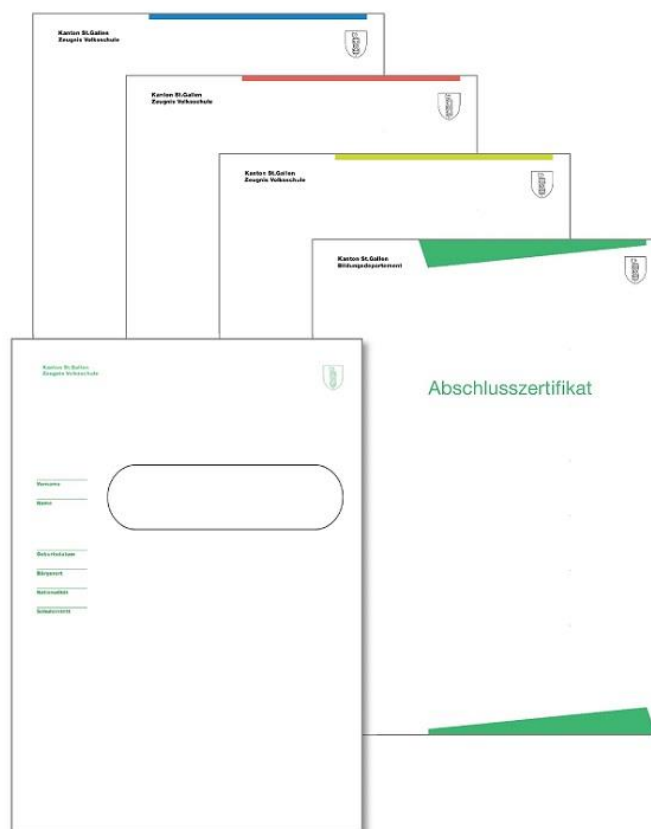 Kanton St.Gallen
Zeugnis Volksschule
Kanton St.Gallen
Zeugnis Volksschule
Kanton St.Gallen
Zeugnis Volksschule
Kanton St.Gallen
Bildungsdepartement
Abschlusszertifikat
Kanton St.Gallen
Zeugnis Volksschule
Vorname
Name
Geburtsdatum
Bürgerort
Nationalität
Schuleintritt